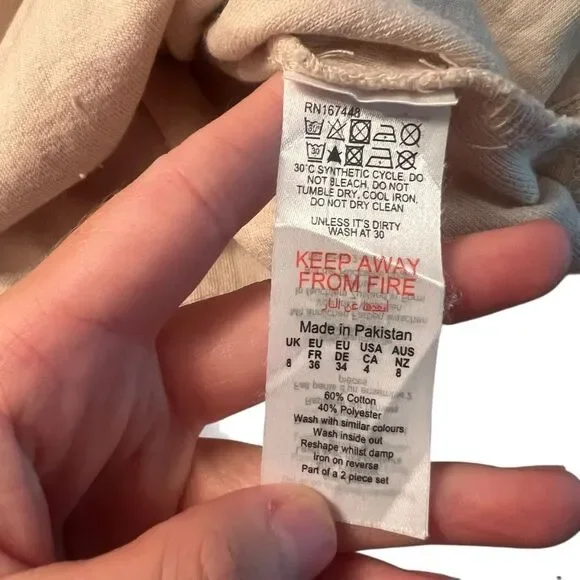 RN167448
30°C SYNTHETIC CYCLE, DO
NOT BLEACH, DO NOT
TUMBLE DRY, COOL IRON,
DO NOT DRY CLEAN
UNLESS IT'S DIRTY
WASH AT 30
KEEP AWAY
FROM FIRE
Made in Pakistan
UK EU EU USA AUS
FR DE CA NZ
8 36 34 4 8
60% Cotton
40% Polyester
Wash with similar colours
Wash inside out
Reshape whilst damp
Iron on reverse
Part of a 2 piece set